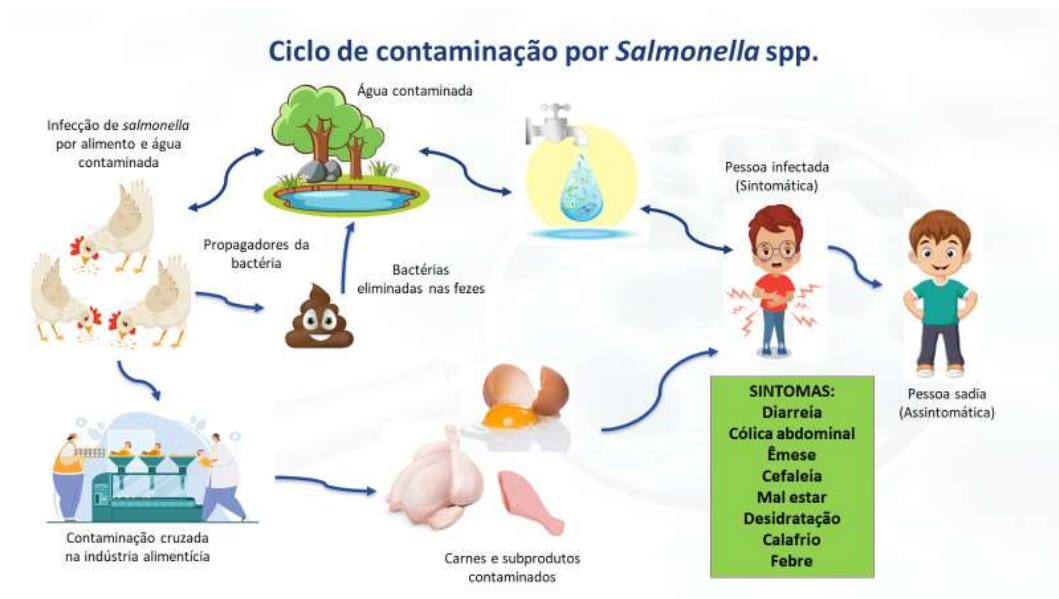 Ciclo de contaminação por Salmonella spp.
Água contaminada
Infecção de salmonella
por alimento e água
contaminada
Propagadores da
bactéria
Bactérias
eliminadas nas fezes
Pessoa infectada
(Sintomática)
Pessoa sadia
(Assintomática)
SINTOMAS:
Diarreia
Cólica abdominal
Êmese
Cefaleia
Mal estar
Desidratação
Calafrio
Febre
Contaminação cruzada
na indústria alimentícia
Carnes e subprodutos
contaminados